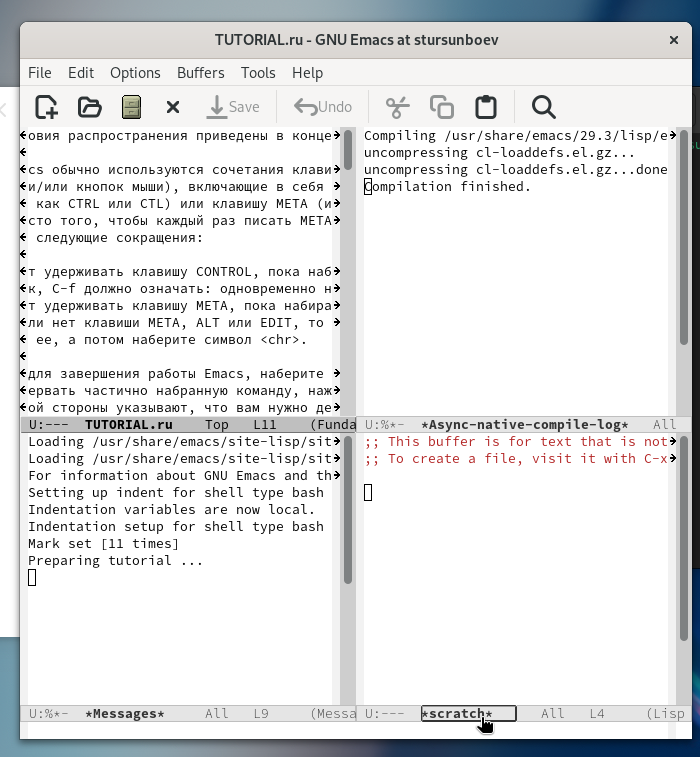 TUTORIAL.ru - GNU Emacs at stursunboev
File Edit Options Buffers Tools Help
Save Undo
овия распространения приведены в конце
cs обычно используются сочетания клави
и/или кнопок мыши), включающие в себя
как CTRL или CTL) или клавишу META (и
сто того, чтобы каждый раз писать META
следующие сокращения:
т удерживать клавишу CONTROL, пока наб
к, C-f должно означать: одновременно н
т удерживать клавишу META, пока набира
ли нет клавиши META, ALT или EDIT, то
ее, а потом наберите символ <chr>.
для завершения работы Emacs, наберите
ервать частично набранную команду, наж
ой стороны указывают, что вам нужно де
U:--- TUTORIAL.ru Top L11 (Funda
Compiling /usr/share/emacs/29.3/lisp/e
uncompressing cl-loaddefs.el.gz...
uncompressing cl-loaddefs.el.gz...done
Compilation finished.
U:%*- *Async-native-compile-log* All
Loading /usr/share/emacs/site-lisp/sit
Loading /usr/share/emacs/site-lisp/sit
For information about GNU Emacs and th
Setting up indent for shell type bash
Indentation variables are now local.
Indentation setup for shell type bash
Mark set [11 times]
Preparing tutorial ...
U:%*- *Messages* All L9 (Messa
;; This buffer is for text that is not
;; To create a file, visit it with C-x
U:--- *scratch* All L4 (Lisp